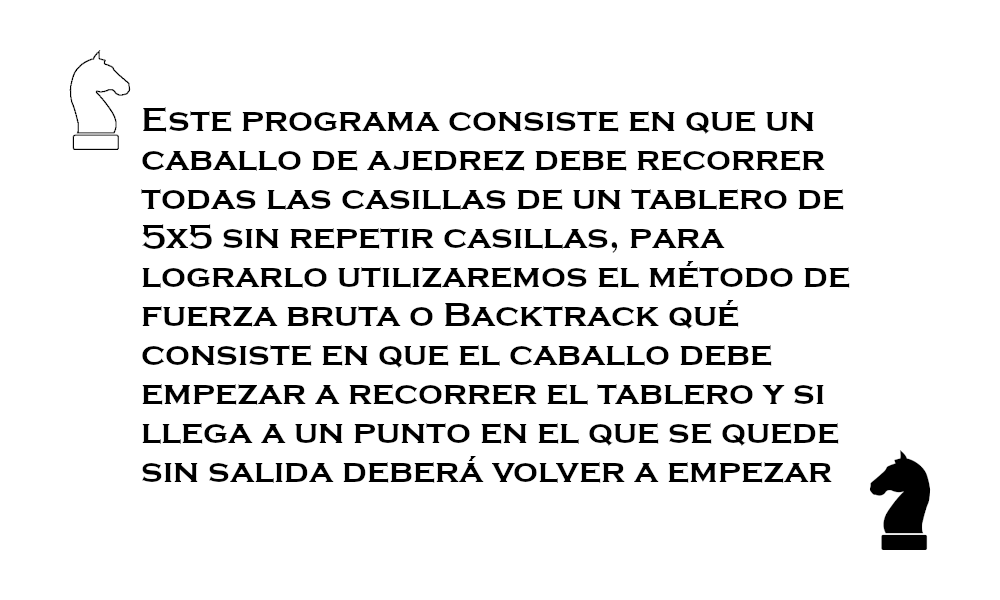 Este programa consiste en que un
caballo de ajedrez debe recorrer
todas las casillas de un tablero de
5x5 sin repetir casillas, para
lograrlo utilizaremos el método de
fuerza bruta o Backtrack qué
consiste en que el caballo debe
empezar a recorrer el tablero y si
llega a un punto en el que se quede
sin salida deberá volver a empezar